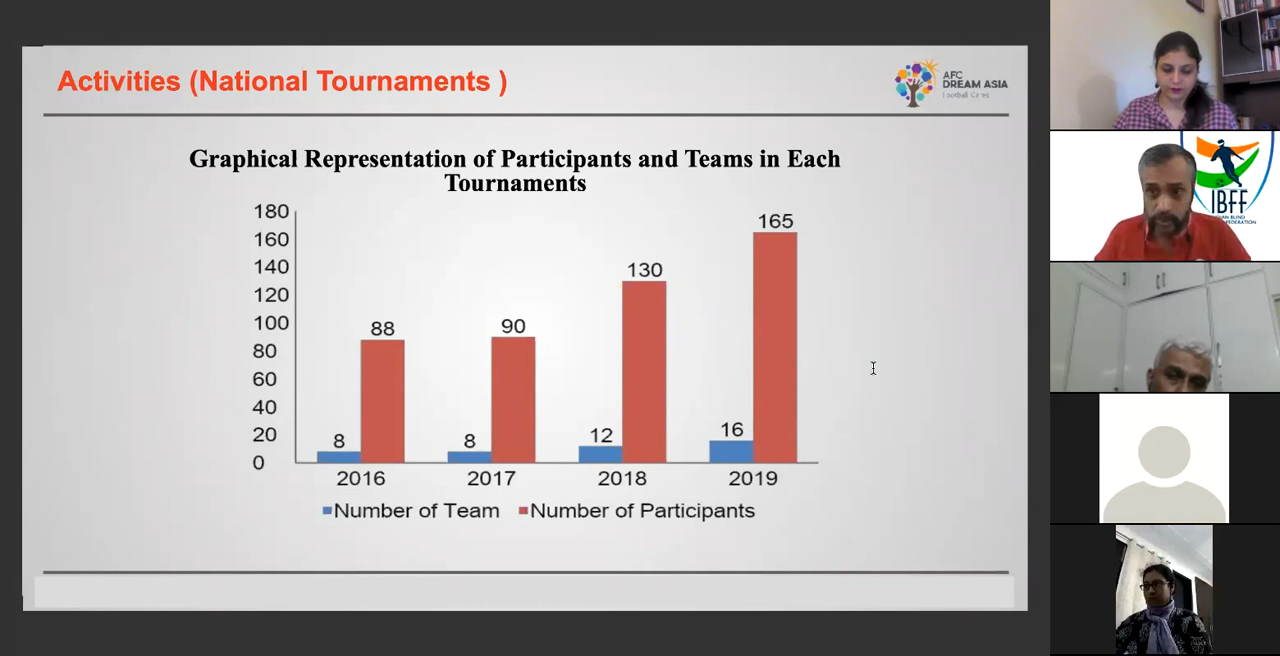 Activities (National Tournaments )
AFC
DREAM ASIA
Football Cares
Graphical Representation of Participants and Teams in Each
Tournaments
180
160
140
120
100
80
60
40
20
0
8
88
8
90
12
130
16
165
2016
2017
2018
2019
Number of Team
Number of Participants
IBFF